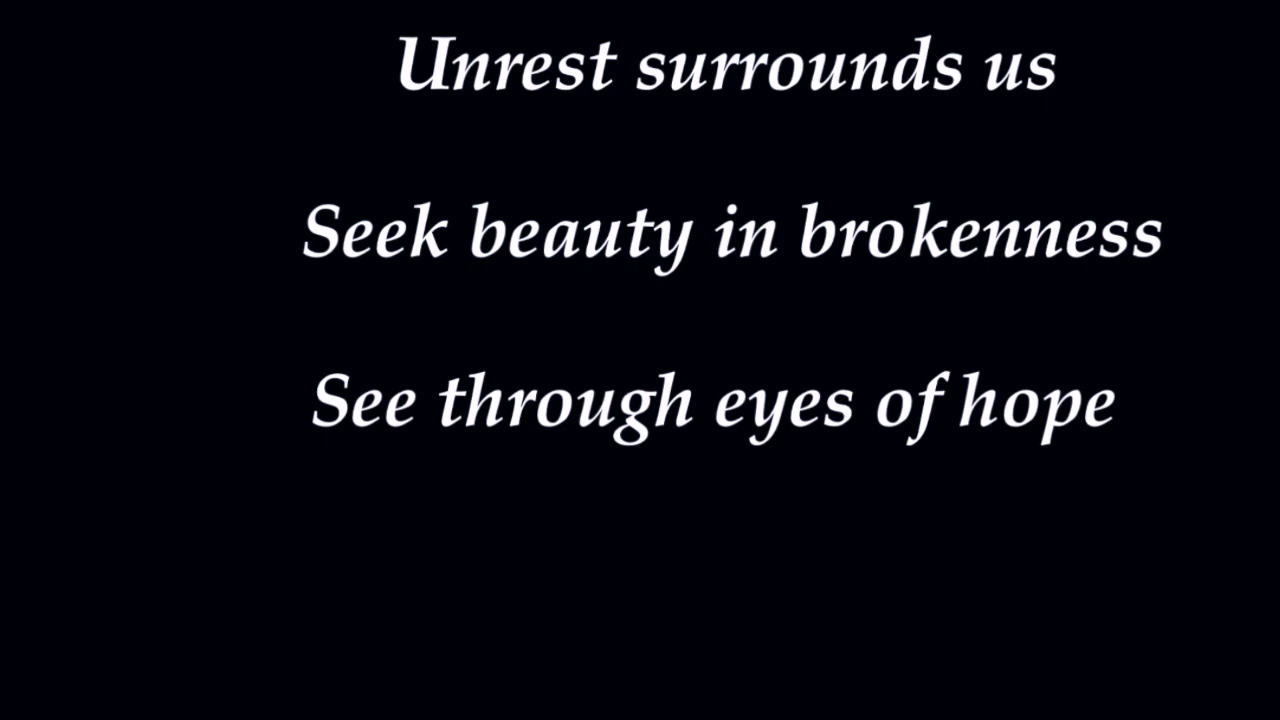 Unrest surrounds us
Seek beauty in brokenness
See through eyes of hope